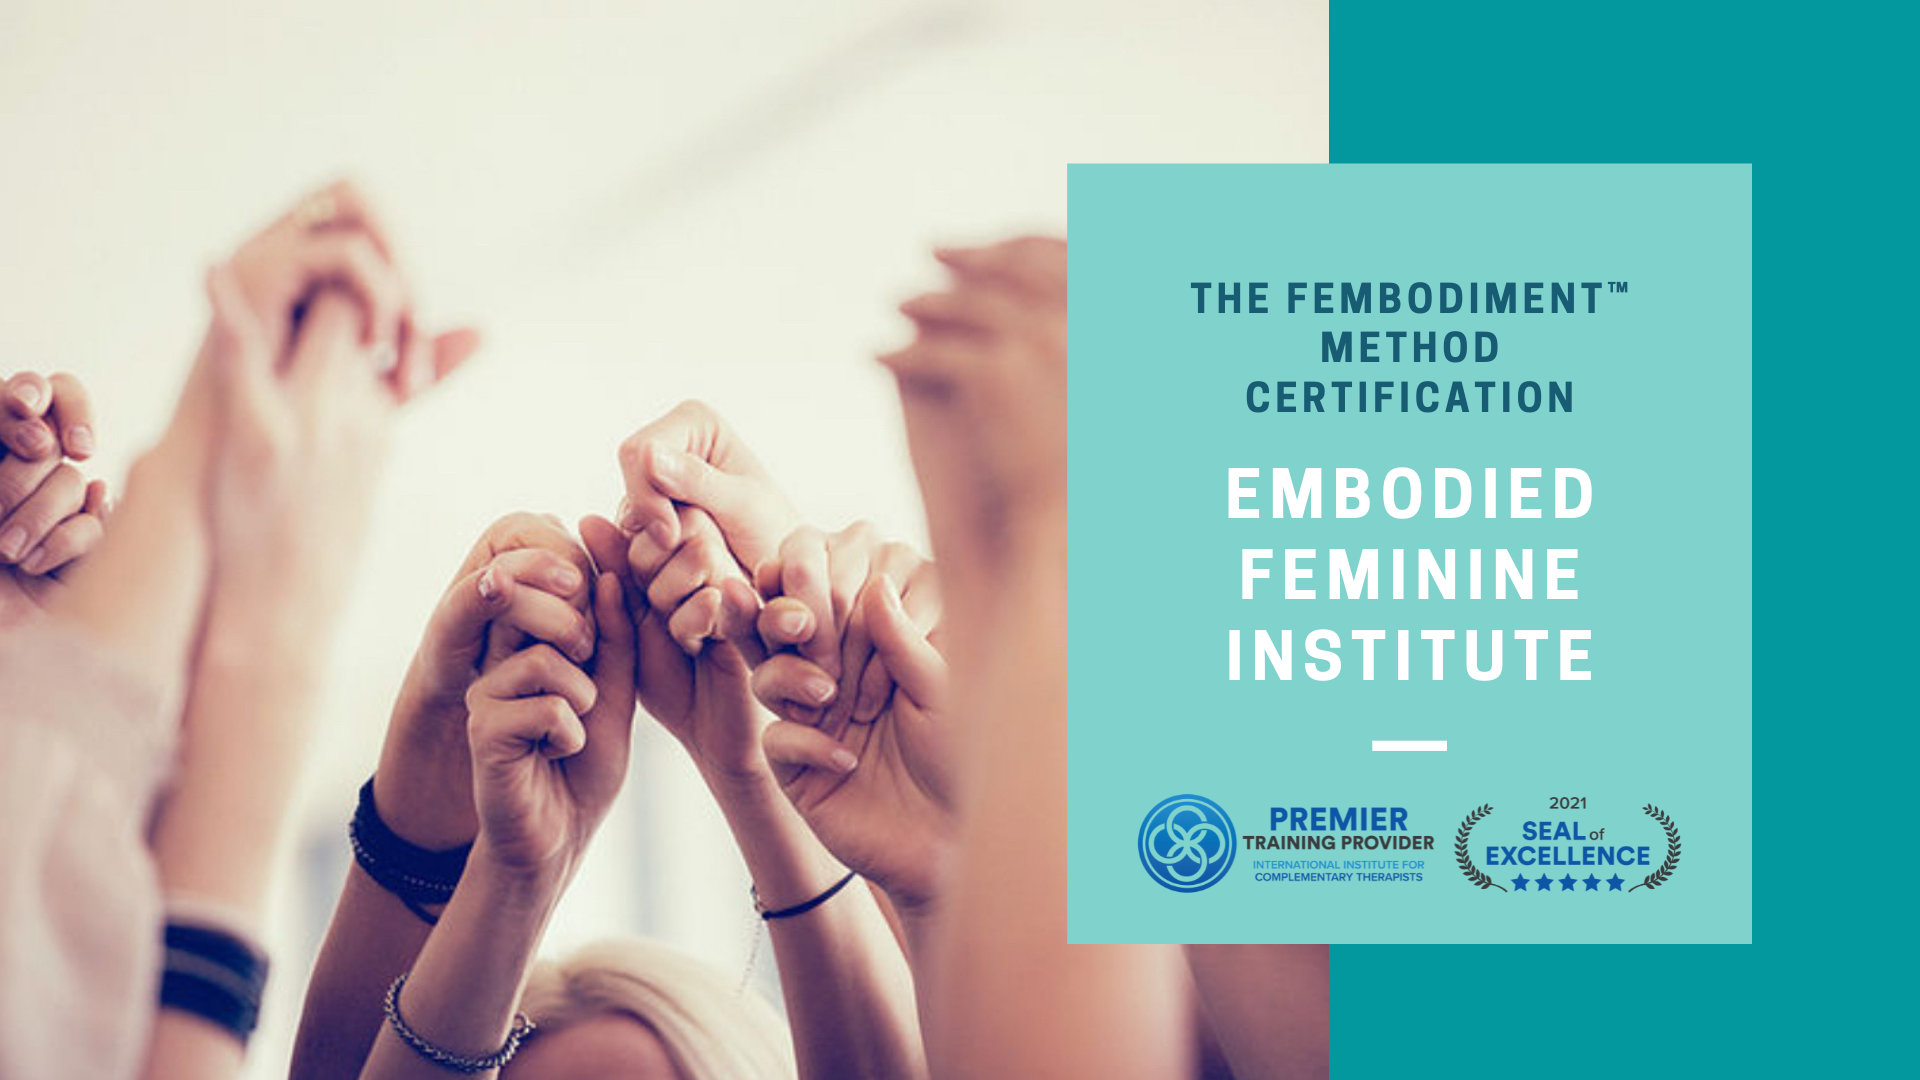 THE FEMBODIMENT™
METHOD
CERTIFICATION
EMBODIED
FEMININE
INSTITUTE
PREMIER
TRAINING PROVIDER
INTERNATIONAL INSTITUTE FOR
COMPLEMENTARY THERAPISTS
2021
SEAL of
EXCELLENCE